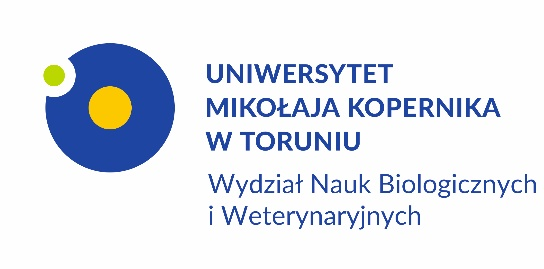 UNIWERSYTET
MIKOŁAJA KOPERNIKA
W TORUNIU
Wydział Nauk Biologicznych
i Weterynaryjnych